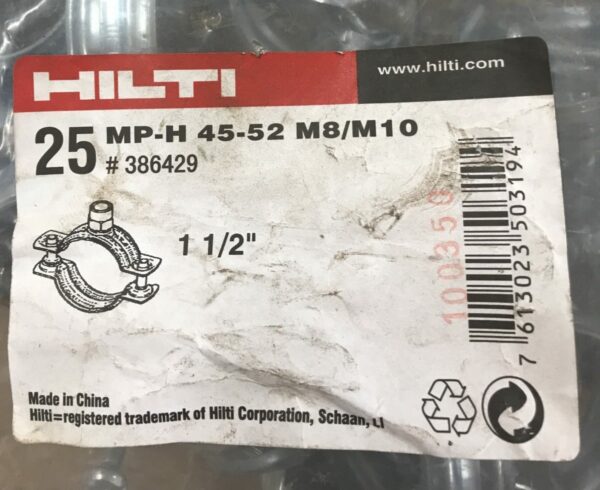 HILTI
www.hilti.com
25 MP-H 45-52 M8/M10
# 386429
1 1/2"
100350
7 613023 503194
Made in China
Hilti=registered trademark of Hilti Corporation, Schaan, LI